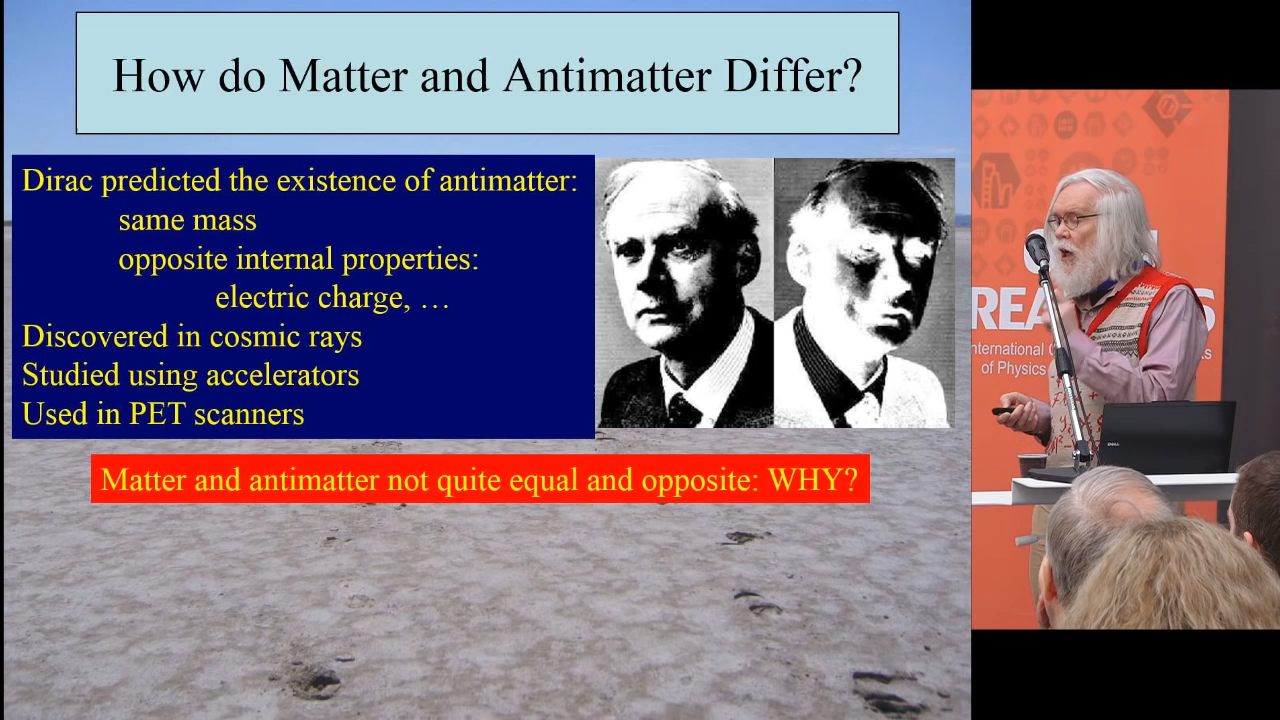 How do Matter and Antimatter Differ?
Dirac predicted the existence of antimatter:
same mass
opposite internal properties:
electric charge, …
Discovered in cosmic rays
Studied using accelerators
Used in PET scanners
Matter and antimatter not quite equal and opposite: WHY?
REA
S
nternational
s
of Physics
DELL